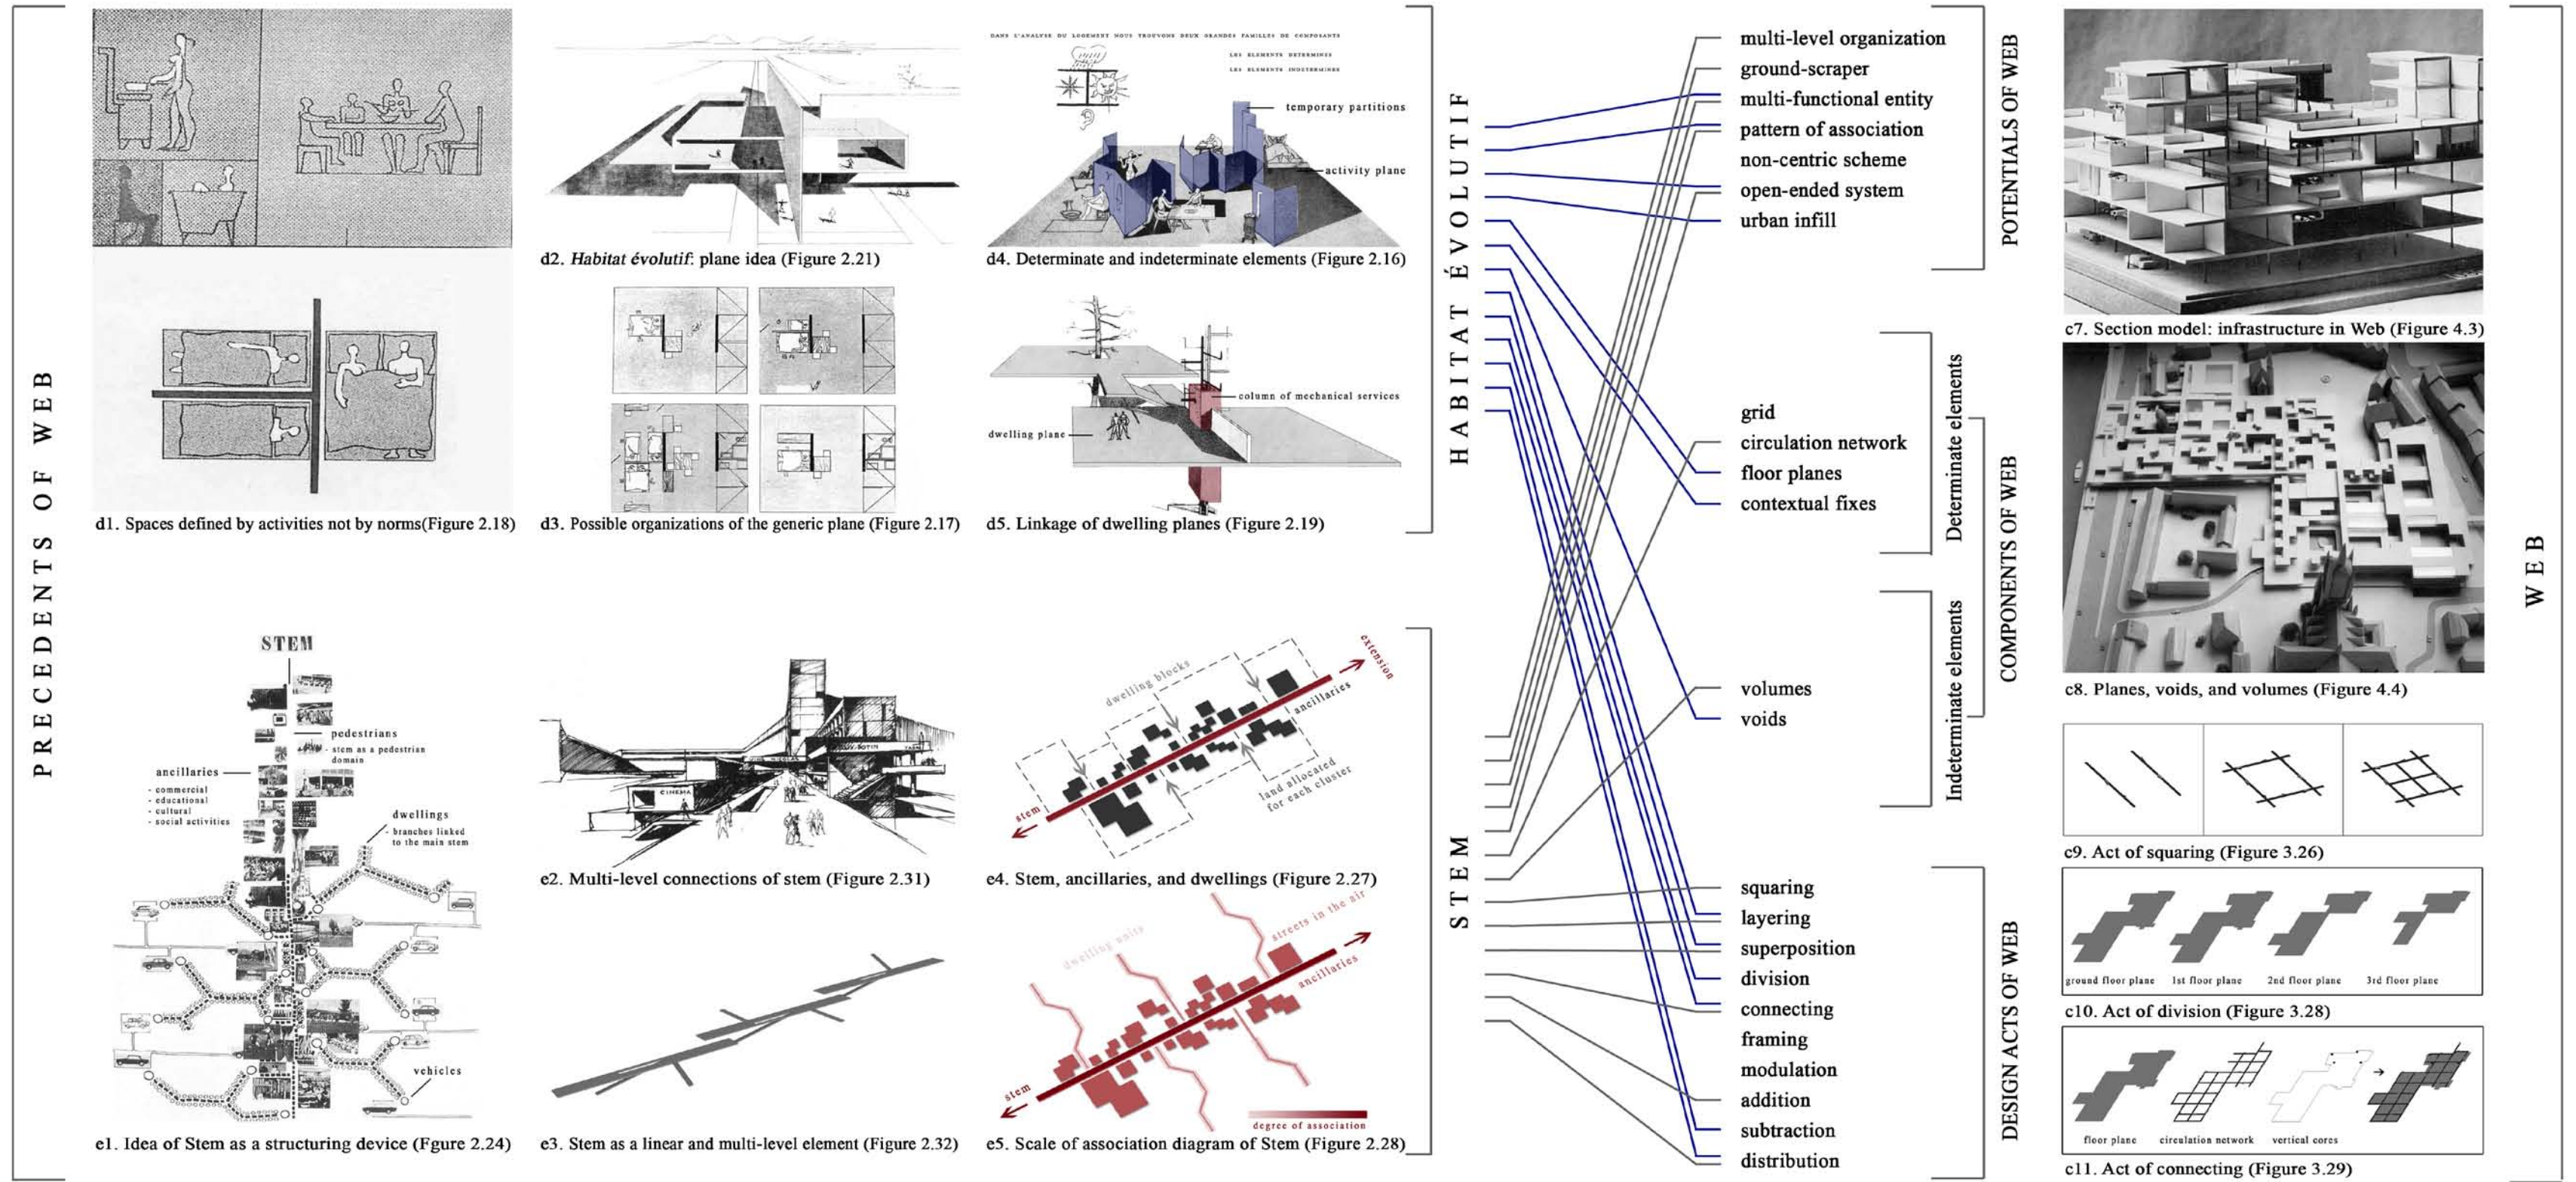 PRECEDENTS OF WEB
d1. Spaces defined by activities not by norms(Figure 2.18)
d2. Habitat évolutif: plane idea (Figure 2.21)
d3. Possible organizations of the generic plane (Figure 2.17)
DANS L'ANALYSE DU LOGEMENT NOUS TROUVONS DEUX GRANDES FAMILLES DE COMPOSANTS
LES ELEMENTS DETERMINES
LES ELEMENTS INDETERMINES
temporary partitions
activity plane
d4. Determinate and indeterminate elements (Figure 2.16)
column of mechanical services
dwelling plane
d5. Linkage of dwelling planes (Figure 2.19)
HABITAT ÉVOLUTIF
STEM
pedestrians
- stem as a pedestrian
domain
ancillaries
- commercial
- educational
- cultural
- social activities
dwellings
- branches linked
to the main stem
vehicles
e1. Idea of Stem as a structuring device (Fgure 2.24)
CINEMA
e2. Multi-level connections of stem (Figure 2.31)
e3. Stem as a linear and multi-level element (Figure 2.32)
extension
dwelling blocks
ancillaries
land allocated
for each cluster
stem
e4. Stem, ancillaries, and dwellings (Figure 2.27)
streets in the air
dwelling units
ancillaries
stem
degree of association
e5. Scale of association diagram of Stem (Figure 2.28)
STEM
multi-level organization
ground-scraper
multi-functional entity
pattern of association
non-centric scheme
open-ended system
urban infill
POTENTIALS OF WEB
grid
circulation network
floor planes
contextual fixes
Determinate elements
volumes
voids
Indeterminate elements
COMPONENTS OF WEB
squaring
layering
superposition
division
connecting
framing
modulation
addition
subtraction
distribution
DESIGN ACTS OF WEB
c7. Section model: infrastructure in Web (Figure 4.3)
c8. Planes, voids, and volumes (Figure 4.4)
c9. Act of squaring (Figure 3.26)
ground floor plane 1st floor plane 2nd floor plane 3rd floor plane
c10. Act of division (Figure 3.28)
floor plane circulation network vertical cores
c11. Act of connecting (Figure 3.29)
WEB